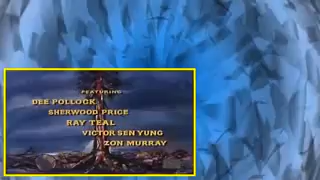 FEATURING
DEE POLLOCK
SHERWOOD PRICE
RAY TEAL
VICTOR SEN YUNG
ZON MURRAY